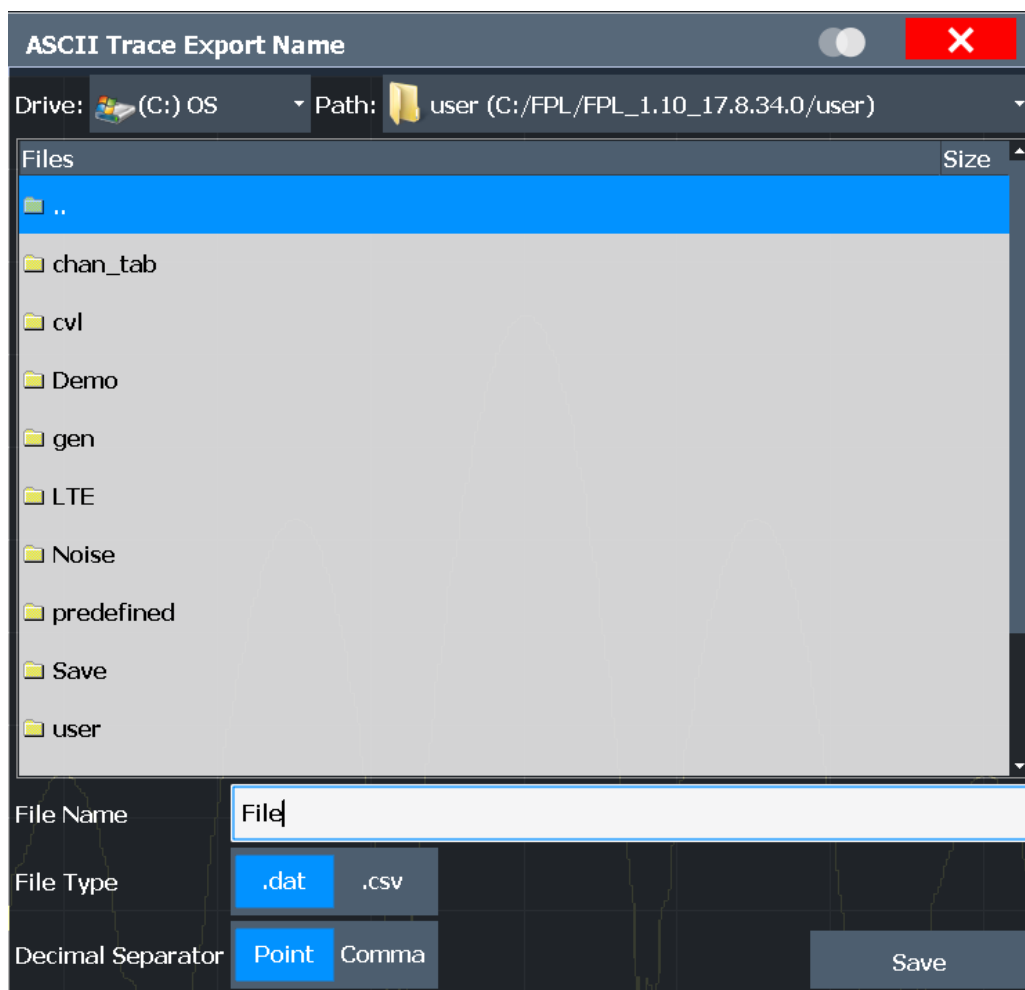 ASCII Trace Export Name
Drive: (C:) OS Path: user (C:/FPL/FPL_1.10_17.8.34.0/user)
Files Size
..
chan_tab
cvl
Demo
gen
LTE
Noise
predefined
Save
user
File Name File
File Type .dat .csv
Decimal Separator Point Comma
Save